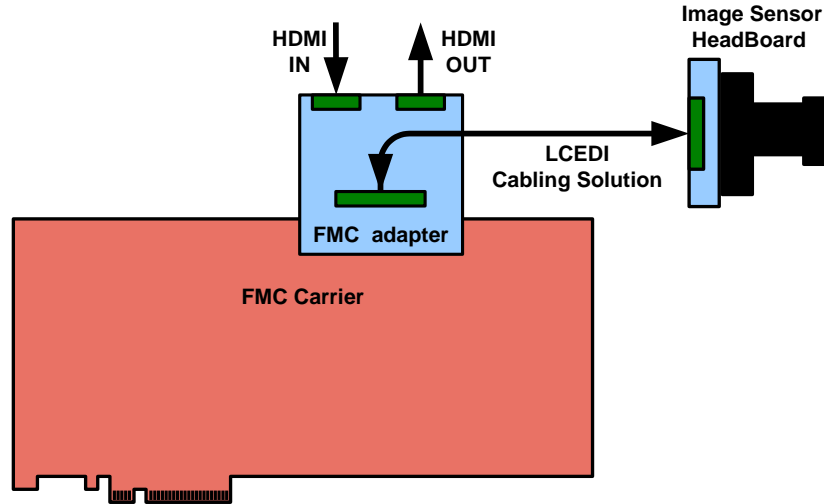 Image Sensor
HeadBoard
HDMI
IN
HDMI
OUT
LCEDI
Cabling Solution
FMC adapter
FMC Carrier